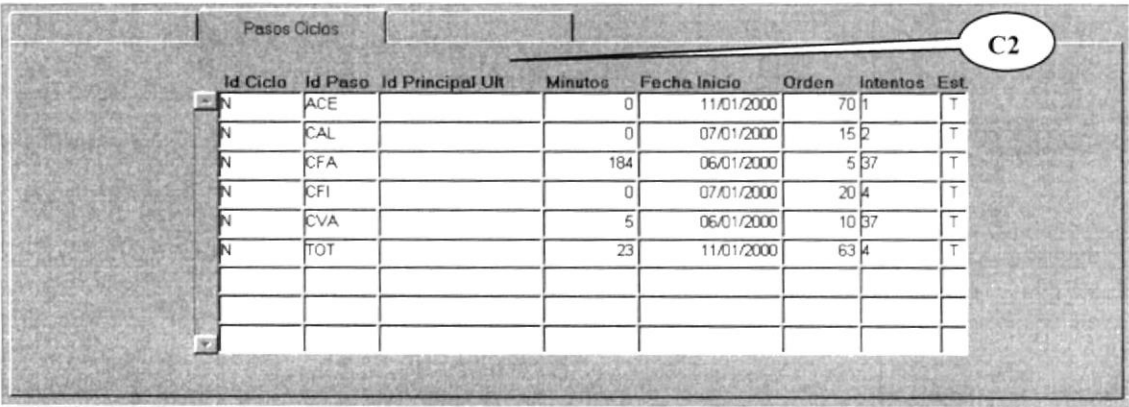 Pasos Ciclos
C2
Id Ciclo Id Paso Id Principal Ult Minutos Fecha Inicio Orden Intentos Est.
N ACE 0 11/01/2000 70 1 T
N CAL 0 07/01/2000 15 2 T
N CFA 184 06/01/2000 5 37 T
N CFI 0 07/01/2000 20 4 T
N CVA 5 06/01/2000 10 37 T
N TOT 23 11/01/2000 63 4 T